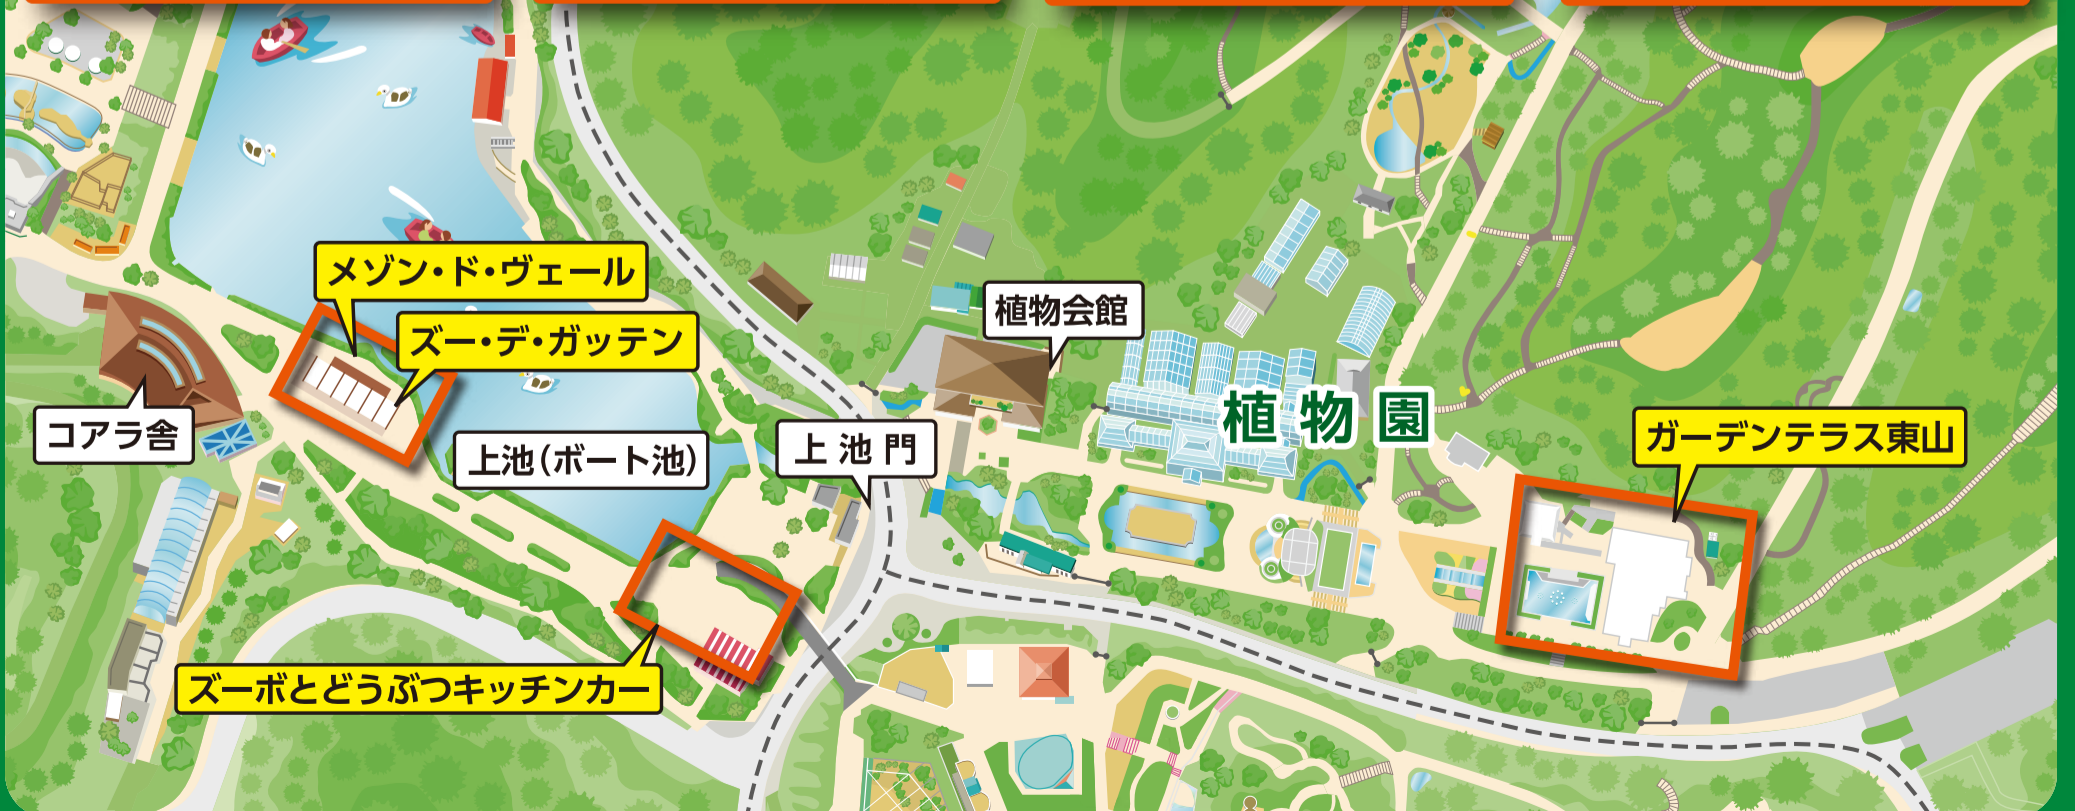 メゾン・ド・ヴェール
植物会館
ズー・デ・ガッテン
植物園
コアラ舎
上池（ボート池）
上池門
ガーデンテラス東山
ズーボとどうぶつキッチンカー